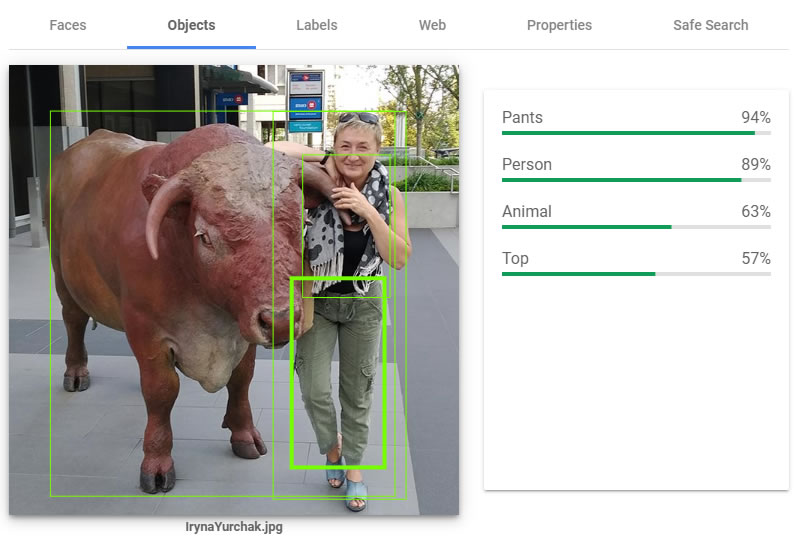 Faces Objects Labels Web Properties Safe Search
Pants 94%
Person 89%
Animal 63%
Top 57%
IrynaYurchak.jpg